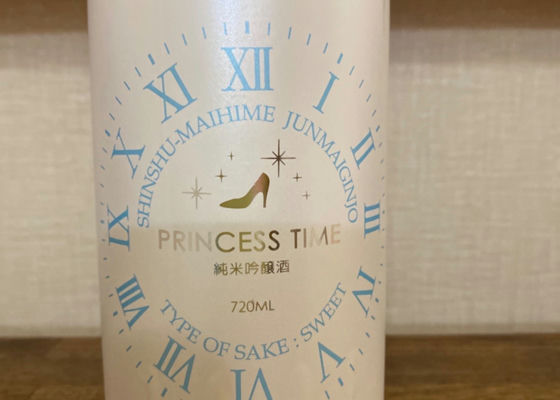 XII
I
II
III
IV
V
VI
VII
VIII
IX
X
XI
SHINSHU-MAIHIME JUNMAIGINJO
PRINCESS TIME
純米吟醸酒
720ML
TYPE OF SAKE : SWEET